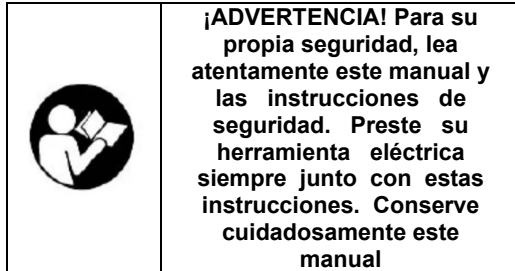 ¡ADVERTENCIA! Para su
propia seguridad, lea
atentamente este manual y
las instrucciones de
seguridad. Preste su
herramienta eléctrica
siempre junto con estas
instrucciones. Conserve
cuidadosamente este
manual